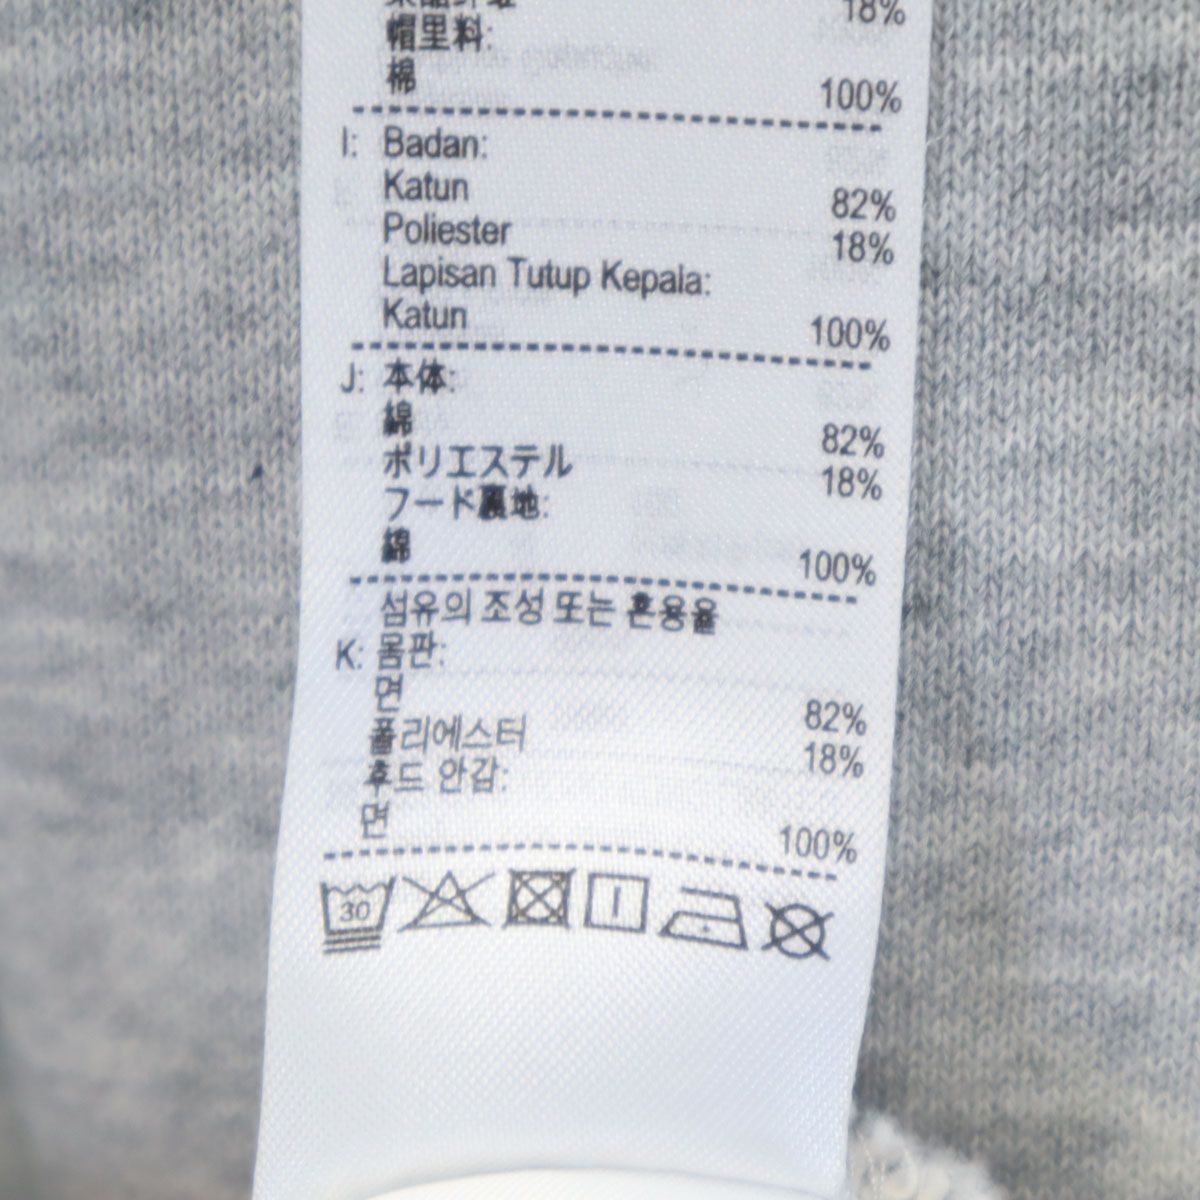 18%
帽里料:
棉 100%
I: Badan:
Katun 82%
Poliester 18%
Lapisan Tutup Kepala:
Katun 100%
J: 本体:
綿 82%
ポリエステル 18%
フード裏地:
綿 100%
섬유의 조성 또는 혼용율
K: 몸판:
면 82%
폴리에스터 18%
후드 안감:
면 100%
30